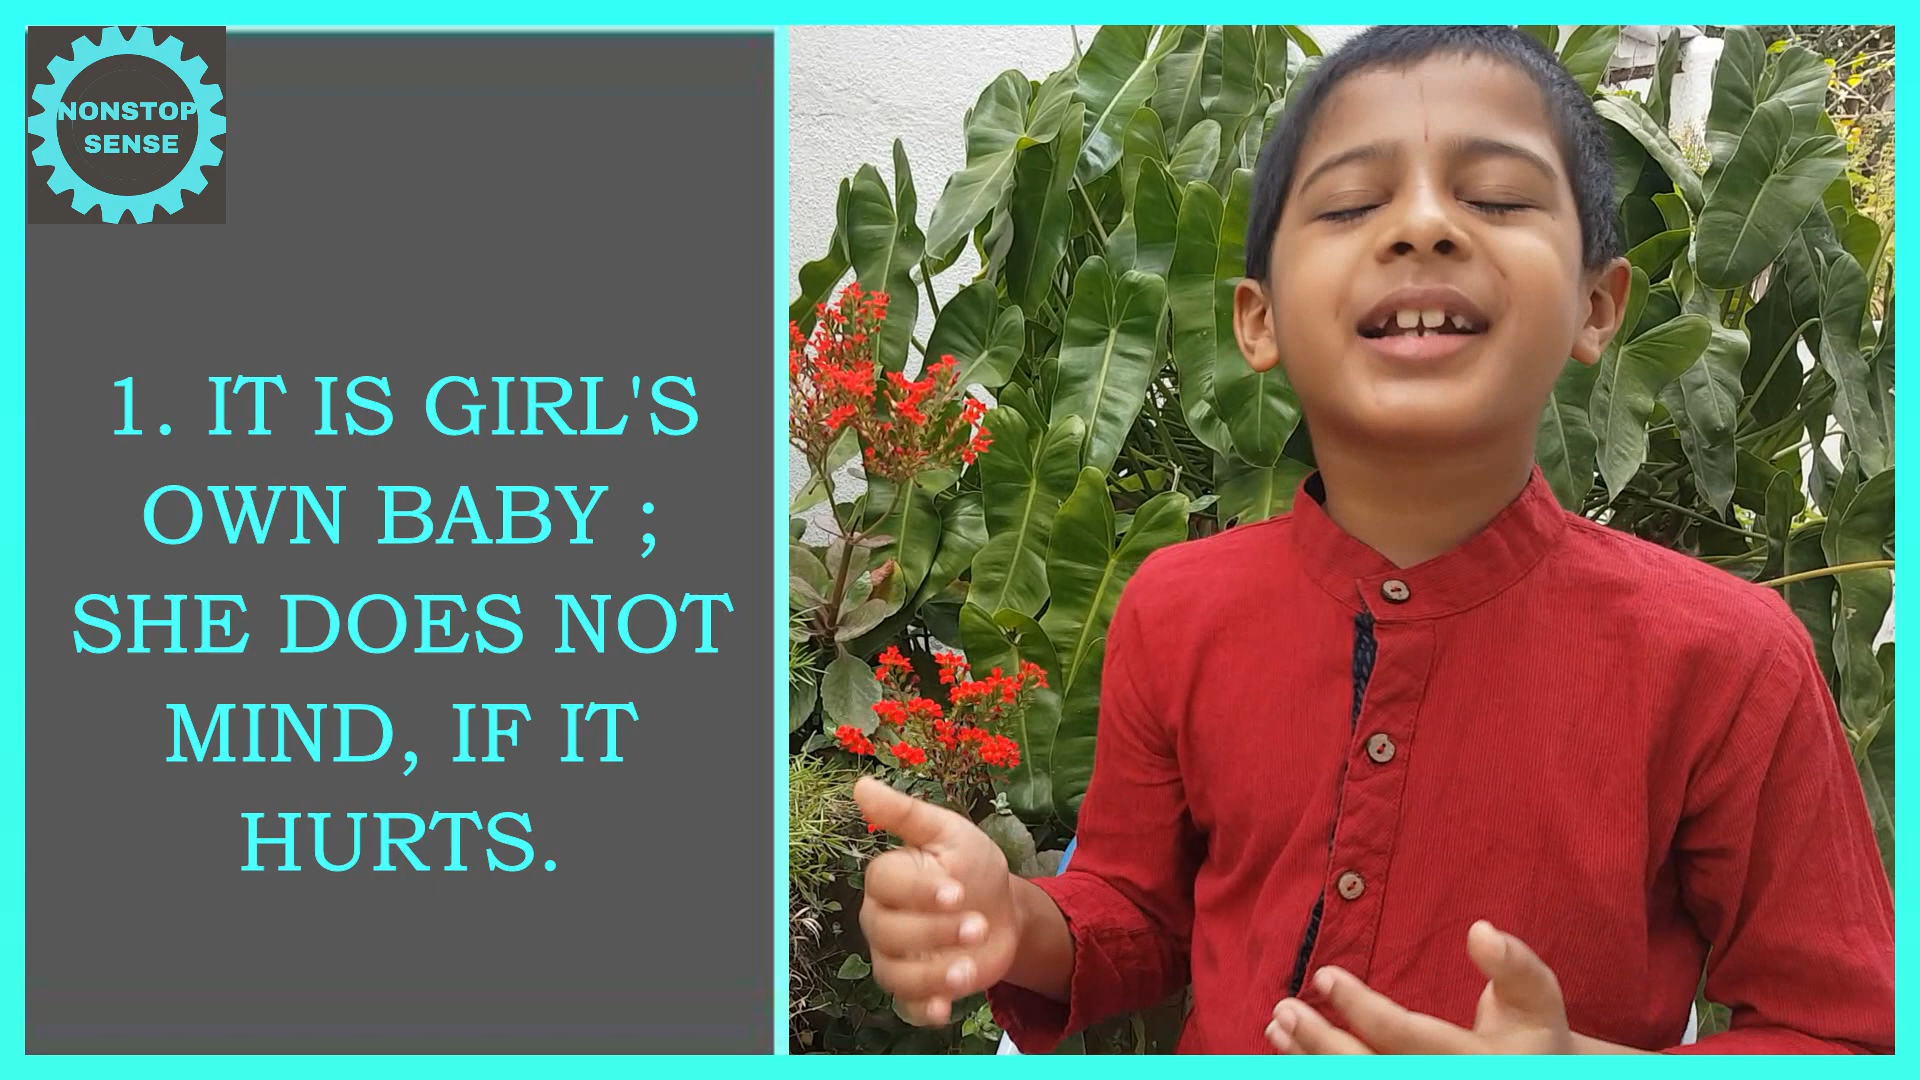 NONSTOP
SENSE
1. IT IS GIRL'S
OWN BABY ;
SHE DOES NOT
MIND, IF IT
HURTS.